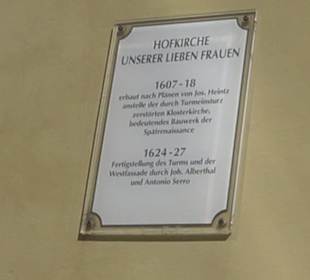 HOFKIRCHE
UNSERER LIEBEN FRAUEN
1607-18
erbaut nach Plänen von Jos. Heintz
anstelle der durch Turmeinsturz
zerstörten Klosterkirche,
bedeutendes Bauwerk der
Spätrenaissance
1624-27
Fertigstellung des Turms und der
Westfassade durch Joh. Alberthal
und Antonio Serro